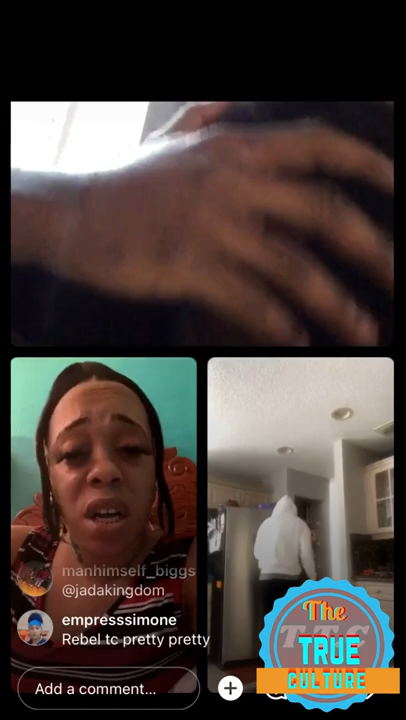 manhimself_biggs
@jadakingdom
empresssimone
Rebel tc pretty pretty
Add a comment...
The
TRUE
CULTURE